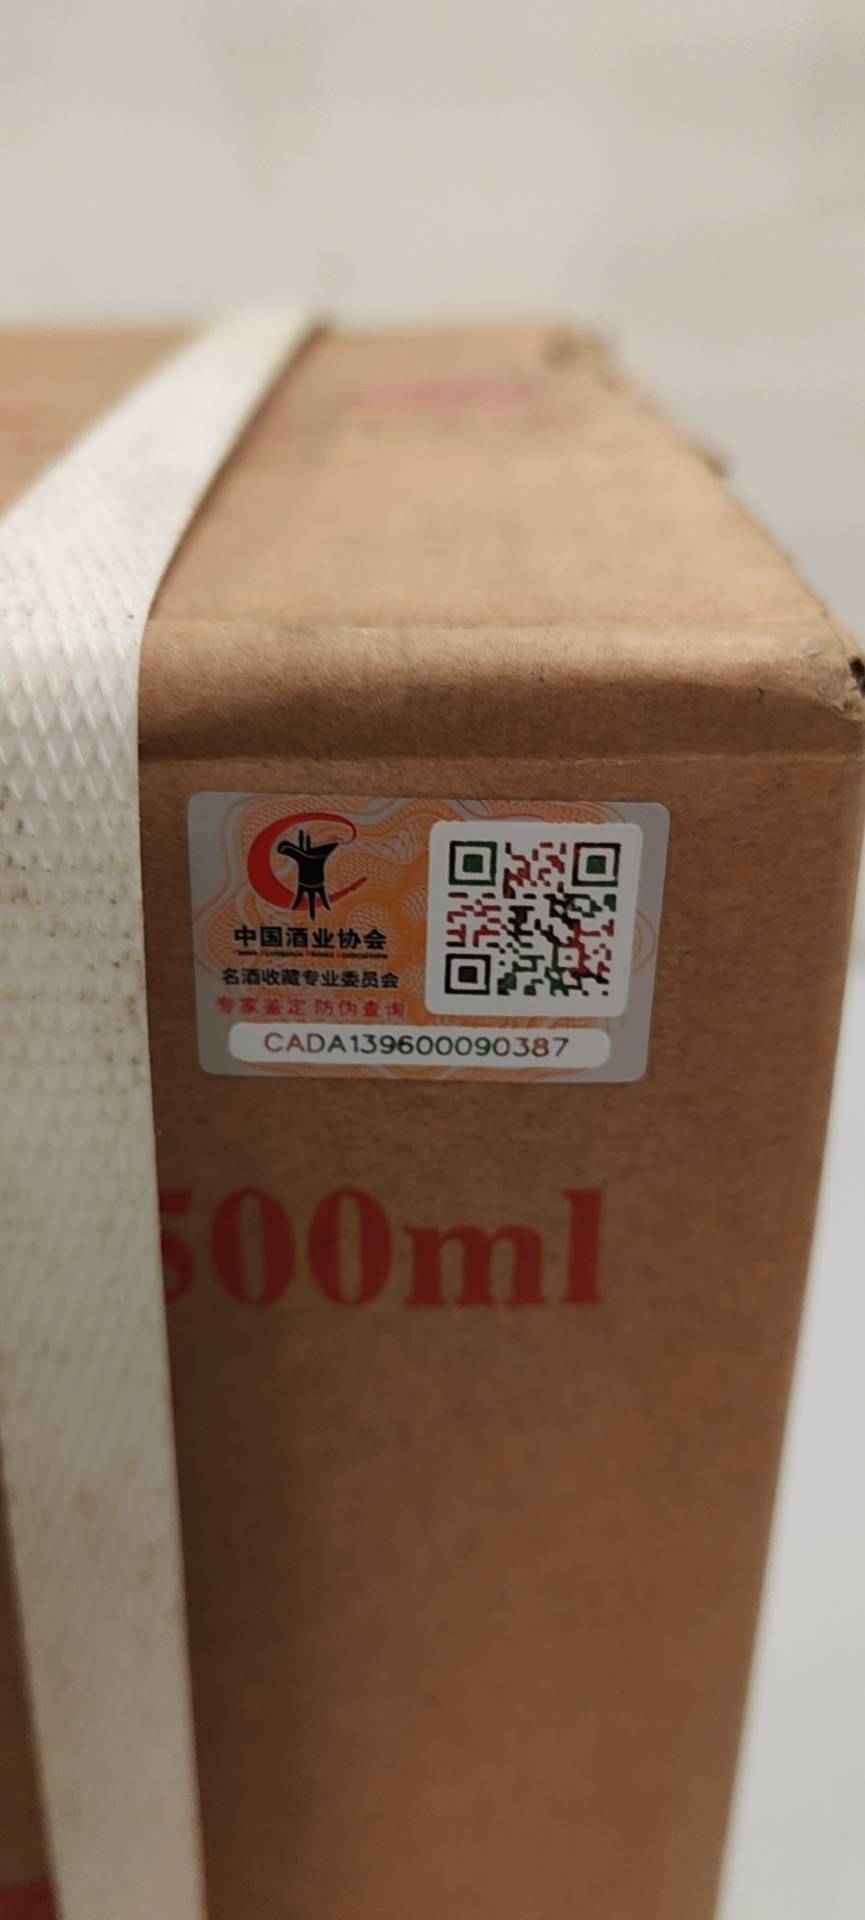 中国酒业协会
名酒收藏专业委员会
专家鉴定 防伪查询
CADA139600090387
500ml